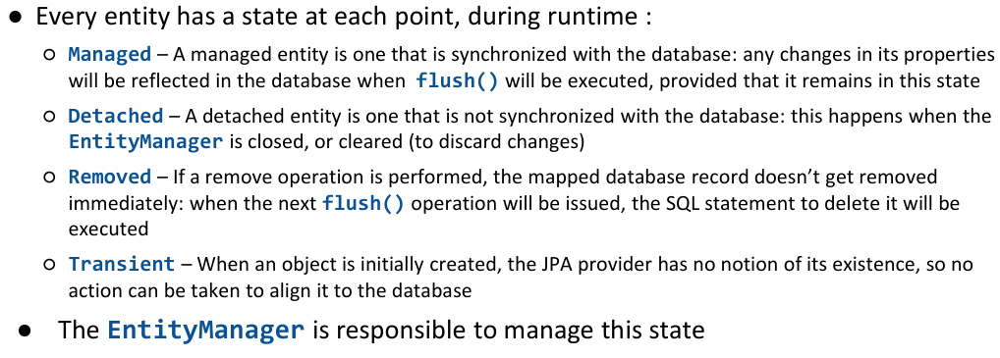 ● Every entity has a state at each point, during runtime :
○ Managed – A managed entity is one that is synchronized with the database: any changes in its properties
will be reflected in the database when flush() will be executed, provided that it remains in this state
○ Detached – A detached entity is one that is not synchronized with the database: this happens when the
EntityManager is closed, or cleared (to discard changes)
○ Removed – If a remove operation is performed, the mapped database record doesn’t get removed
immediately: when the next flush() operation will be issued, the SQL statement to delete it will be
executed
○ Transient – When an object is initially created, the JPA provider has no notion of its existence, so no
action can be taken to align it to the database
● The EntityManager is responsible to manage this state